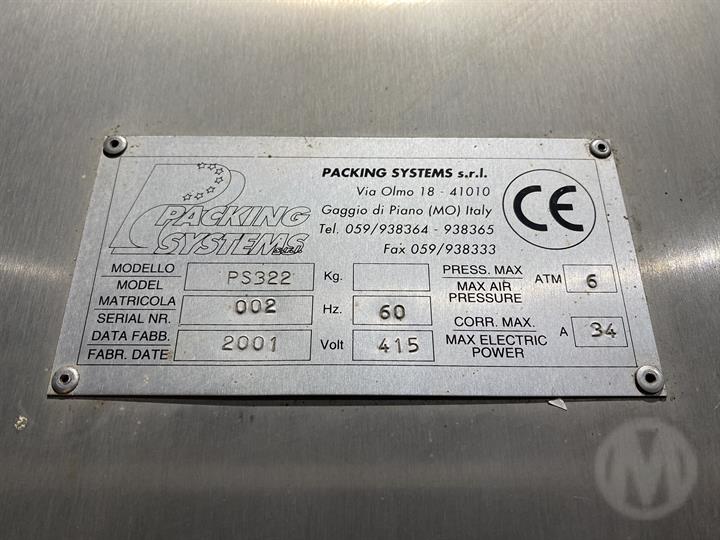 PACKING
SYSTEMS s.r.l.
PACKING SYSTEMS s.r.l.
Via Olmo 18 - 41010
Gaggio di Piano (MO) Italy
Tel. 059/938364 - 938365
Fax 059/938333
CE
MODELLO
MODEL
PS322
Kg.
PRESS. MAX
MAX AIR
PRESSURE
ATM
6
MATRICOLA
SERIAL NR.
002
Hz.
60
DATA FABB.
FABR. DATE
2001
Volt
415
CORR. MAX.
MAX ELECTRIC
POWER
A
34
M